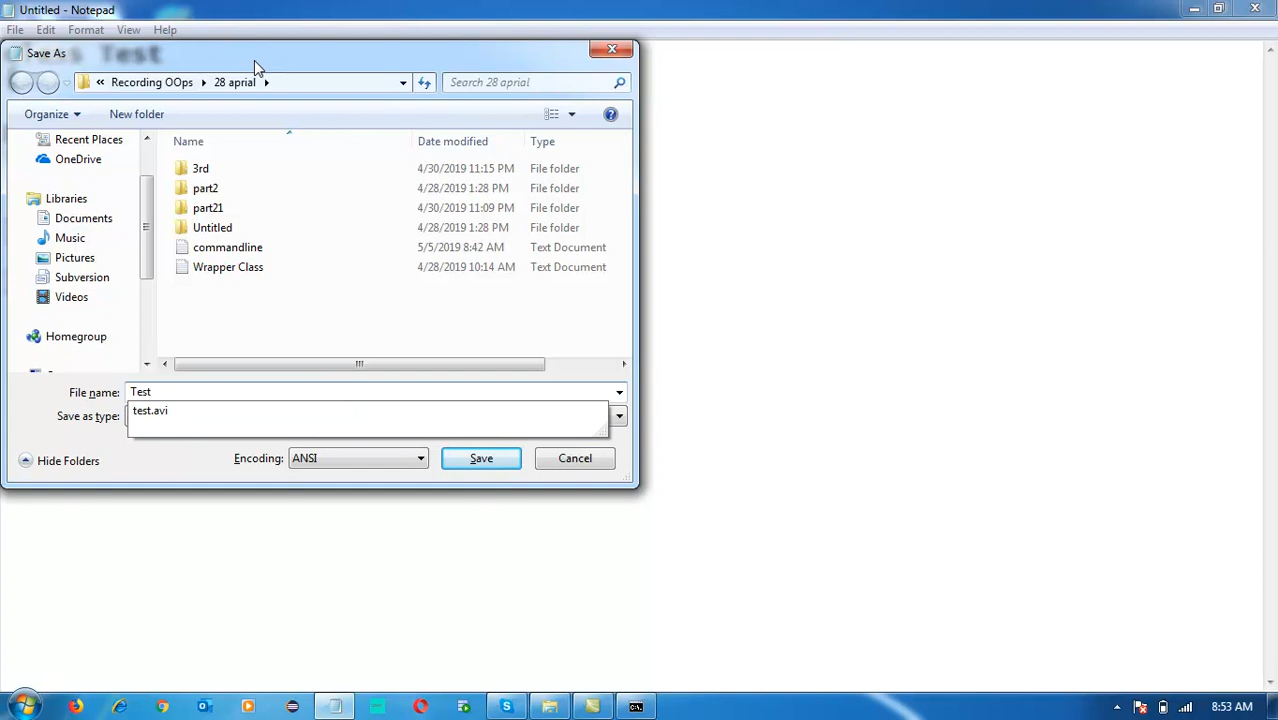 Untitled - Notepad
File Edit Format View Help
Save As
Test
« Recording OOps 28 aprial Search 28 aprial
Organize New folder
Name Date modified Type
Recent Places
OneDrive
Libraries
Documents
Music
Pictures
Subversion
Videos
Homegroup
3rd 4/30/2019 11:15 PM File folder
part2 4/28/2019 1:28 PM File folder
part21 4/30/2019 11:09 PM File folder
Untitled 4/28/2019 1:28 PM File folder
commandline 5/5/2019 8:42 AM Text Document
Wrapper Class 4/28/2019 10:14 AM Text Document
File name: Test
test.avi
Save as type:
Hide Folders Encoding: ANSI Save Cancel
8:53 AM